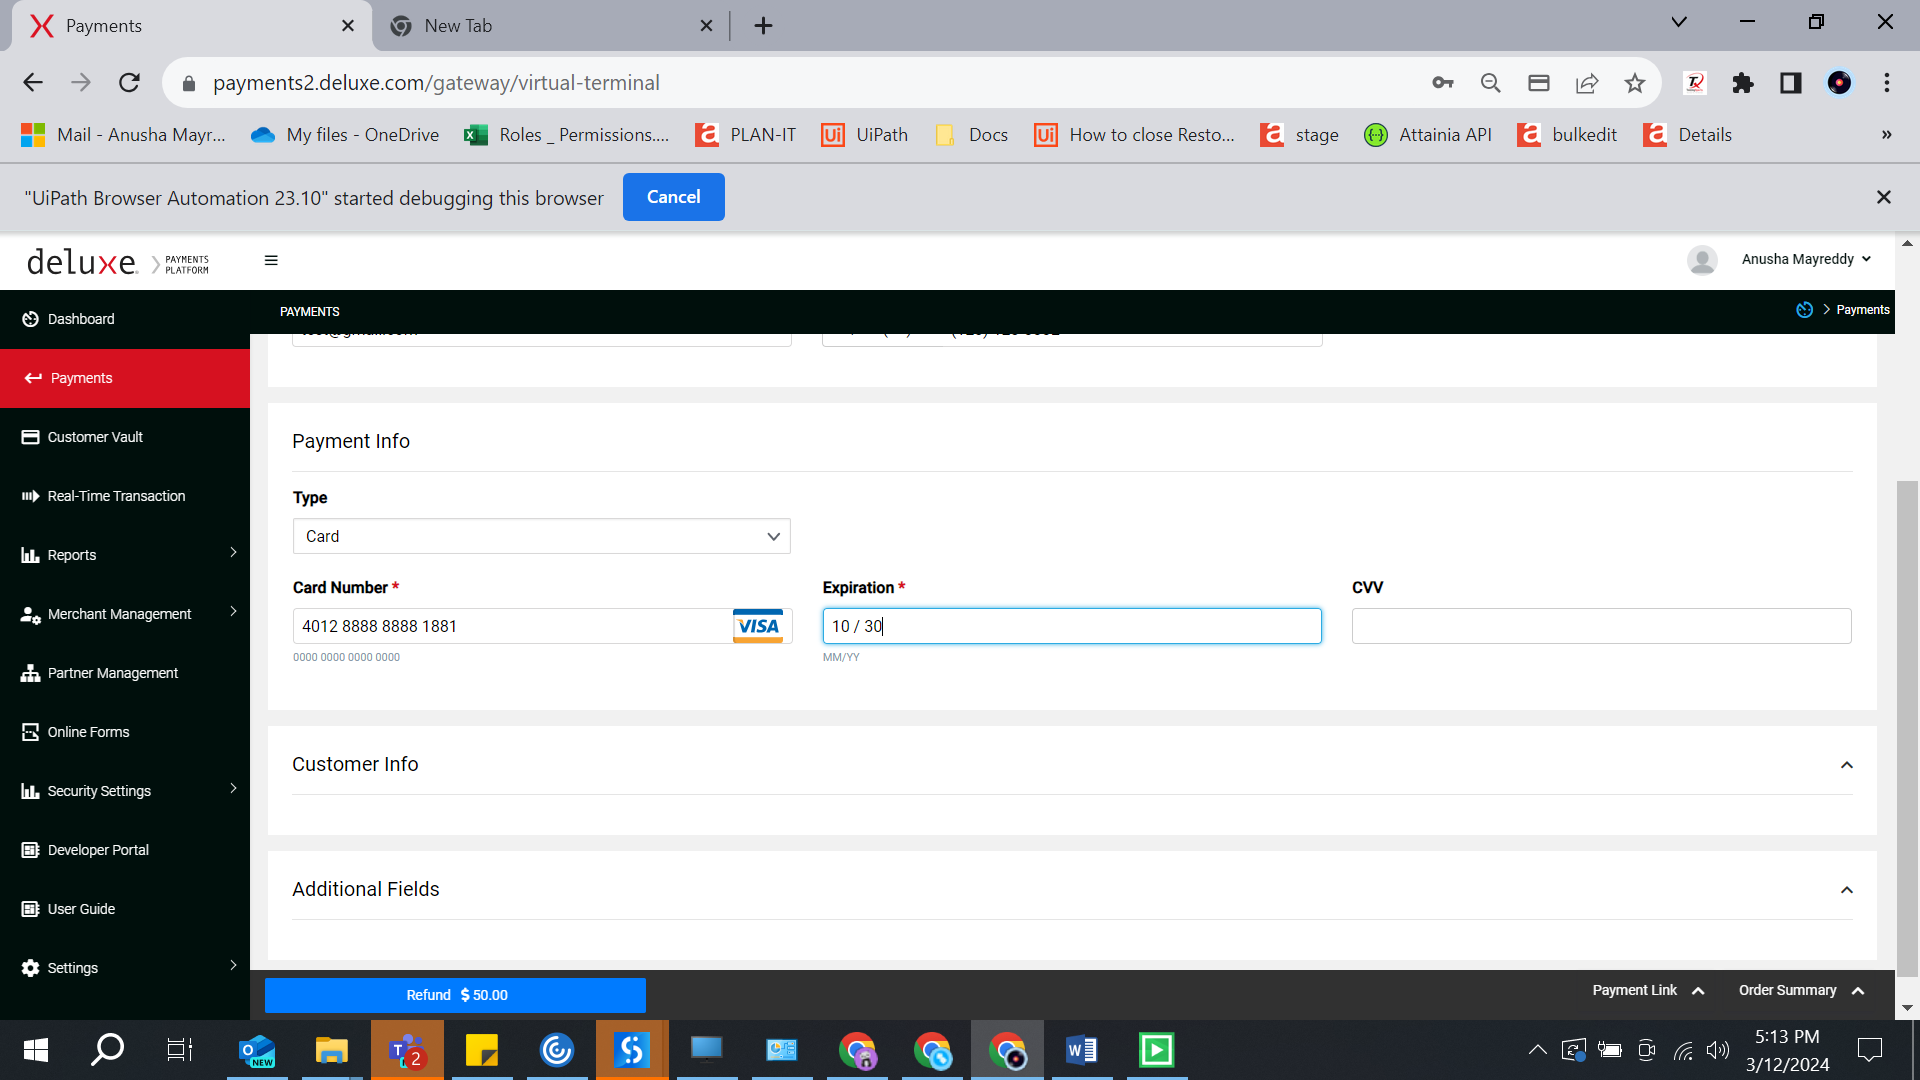 Payments
New Tab
payments2.deluxe.com/gateway/virtual-terminal
Mail - Anusha Mayr...
My files - OneDrive
Roles _ Permissions....
PLAN-IT
UiPath
Docs
How to close Resto...
stage
Attainia API
bulkedit
Details
"UiPath Browser Automation 23.10" started debugging this browser
Cancel
deluxe.
PAYMENTS
PLATFORM
Anusha Mayreddy
Dashboard
PAYMENTS
Payments
Payments
Customer Vault
Real-Time Transaction
Reports
Merchant Management
Partner Management
Online Forms
Security Settings
Developer Portal
User Guide
Settings
Payment Info
Type
Card
Card Number *
Expiration *
CVV
4012 8888 8888 1881
VISA
10 / 30
0000 0000 0000 0000
MM/YY
Customer Info
Additional Fields
Refund $ 50.00
Payment Link
Order Summary
NEW
2
5:13 PM
3/12/2024